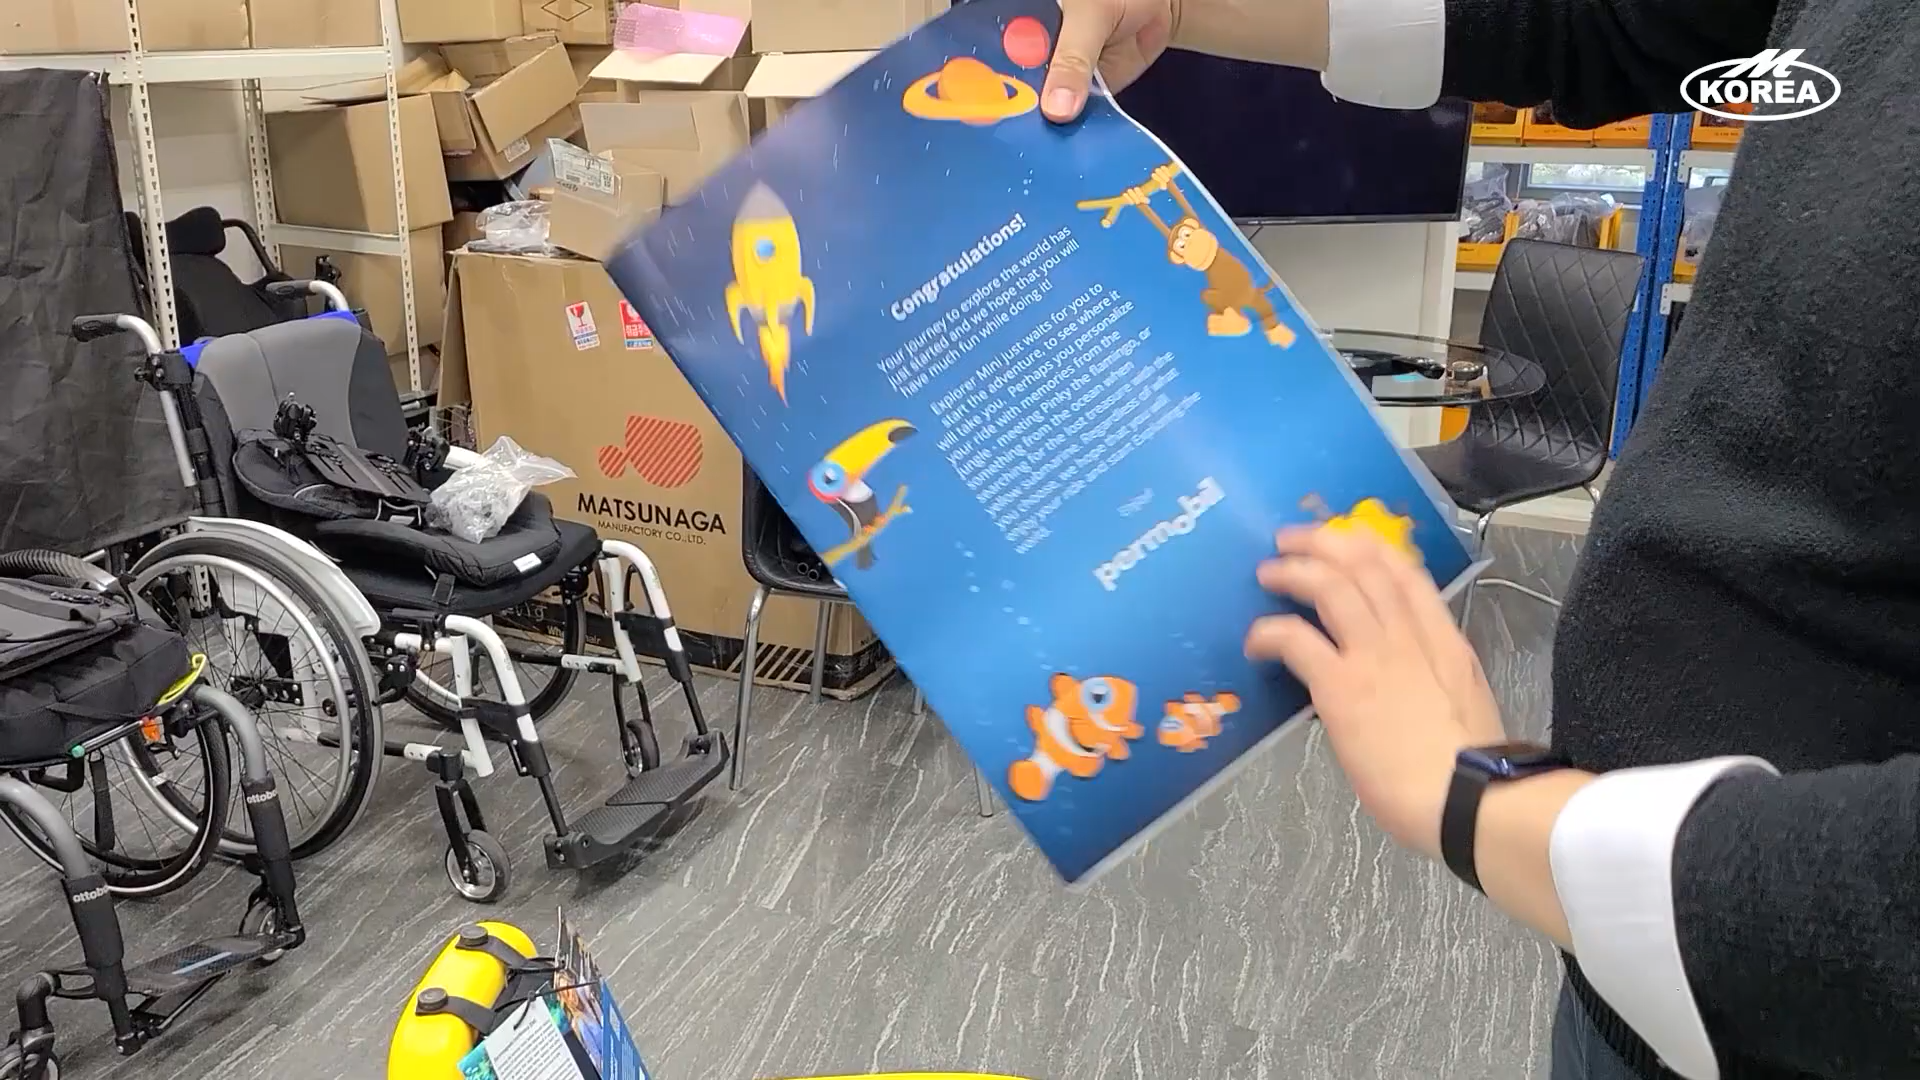 KOREA
Congratulations!
Your journey to explore the world has
just started and we hope that you will
have much fun while doing it!
Explorer Mini just waits for you to
start the adventure, to see where it
will take you. Perhaps you personalize
your ride with memories from the
jungle - meeting Pinky the flamingo, or
something from the ocean when
searching for the lost treasure with the
yellow submarine. Regardless of what
you choose, we hope that you will
enjoy your ride and start Exploring the
world.
permobil
MATSUNAGA
MANUFACTORY CO.,LTD.
ottobo
ottobo